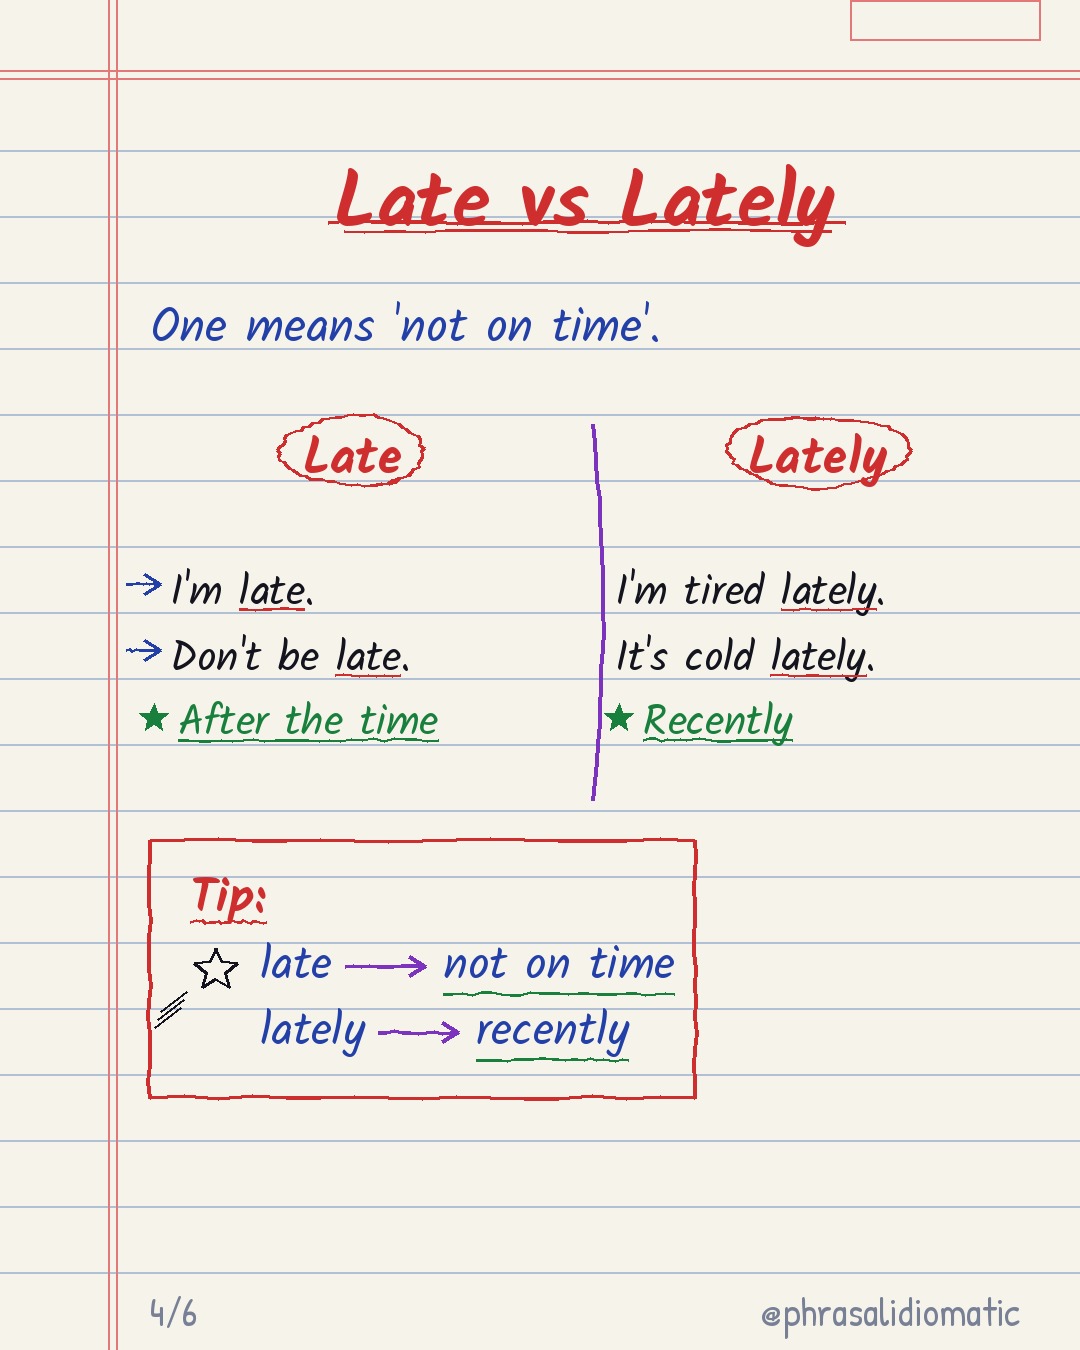 Late vs Lately
One means 'not on time'.
Late
I'm late.
Don't be late.
After the time
Lately
I'm tired lately.
It's cold lately.
Recently
Tip:
late → not on time
lately → recently
4/6
@phrasalidiomatic